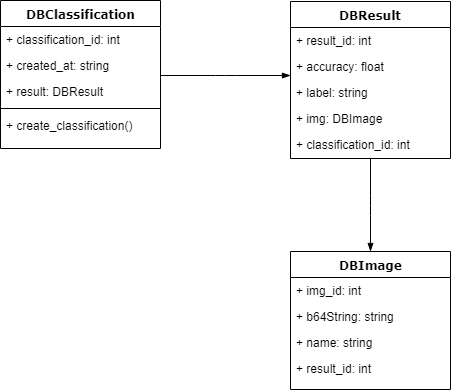 DBClassification
+ classification_id: int
+ created_at: string
+ result: DBResult
+ create_classification()
DBResult
+ result_id: int
+ accuracy: float
+ label: string
+ img: DBImage
+ classification_id: int
DBImage
+ img_id: int
+ b64String: string
+ name: string
+ result_id: int